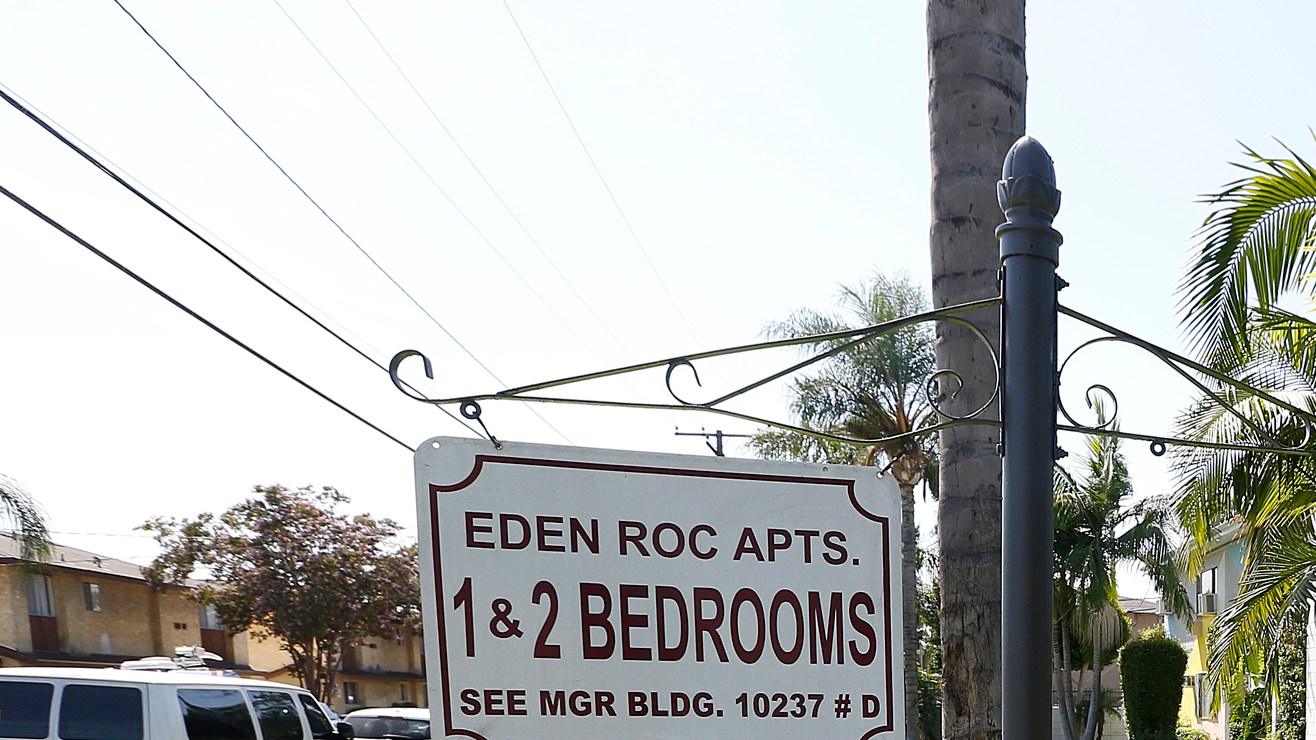 EDEN ROC APTS.
1 & 2 BEDROOMS
SEE MGR BLDG. 10237 # D